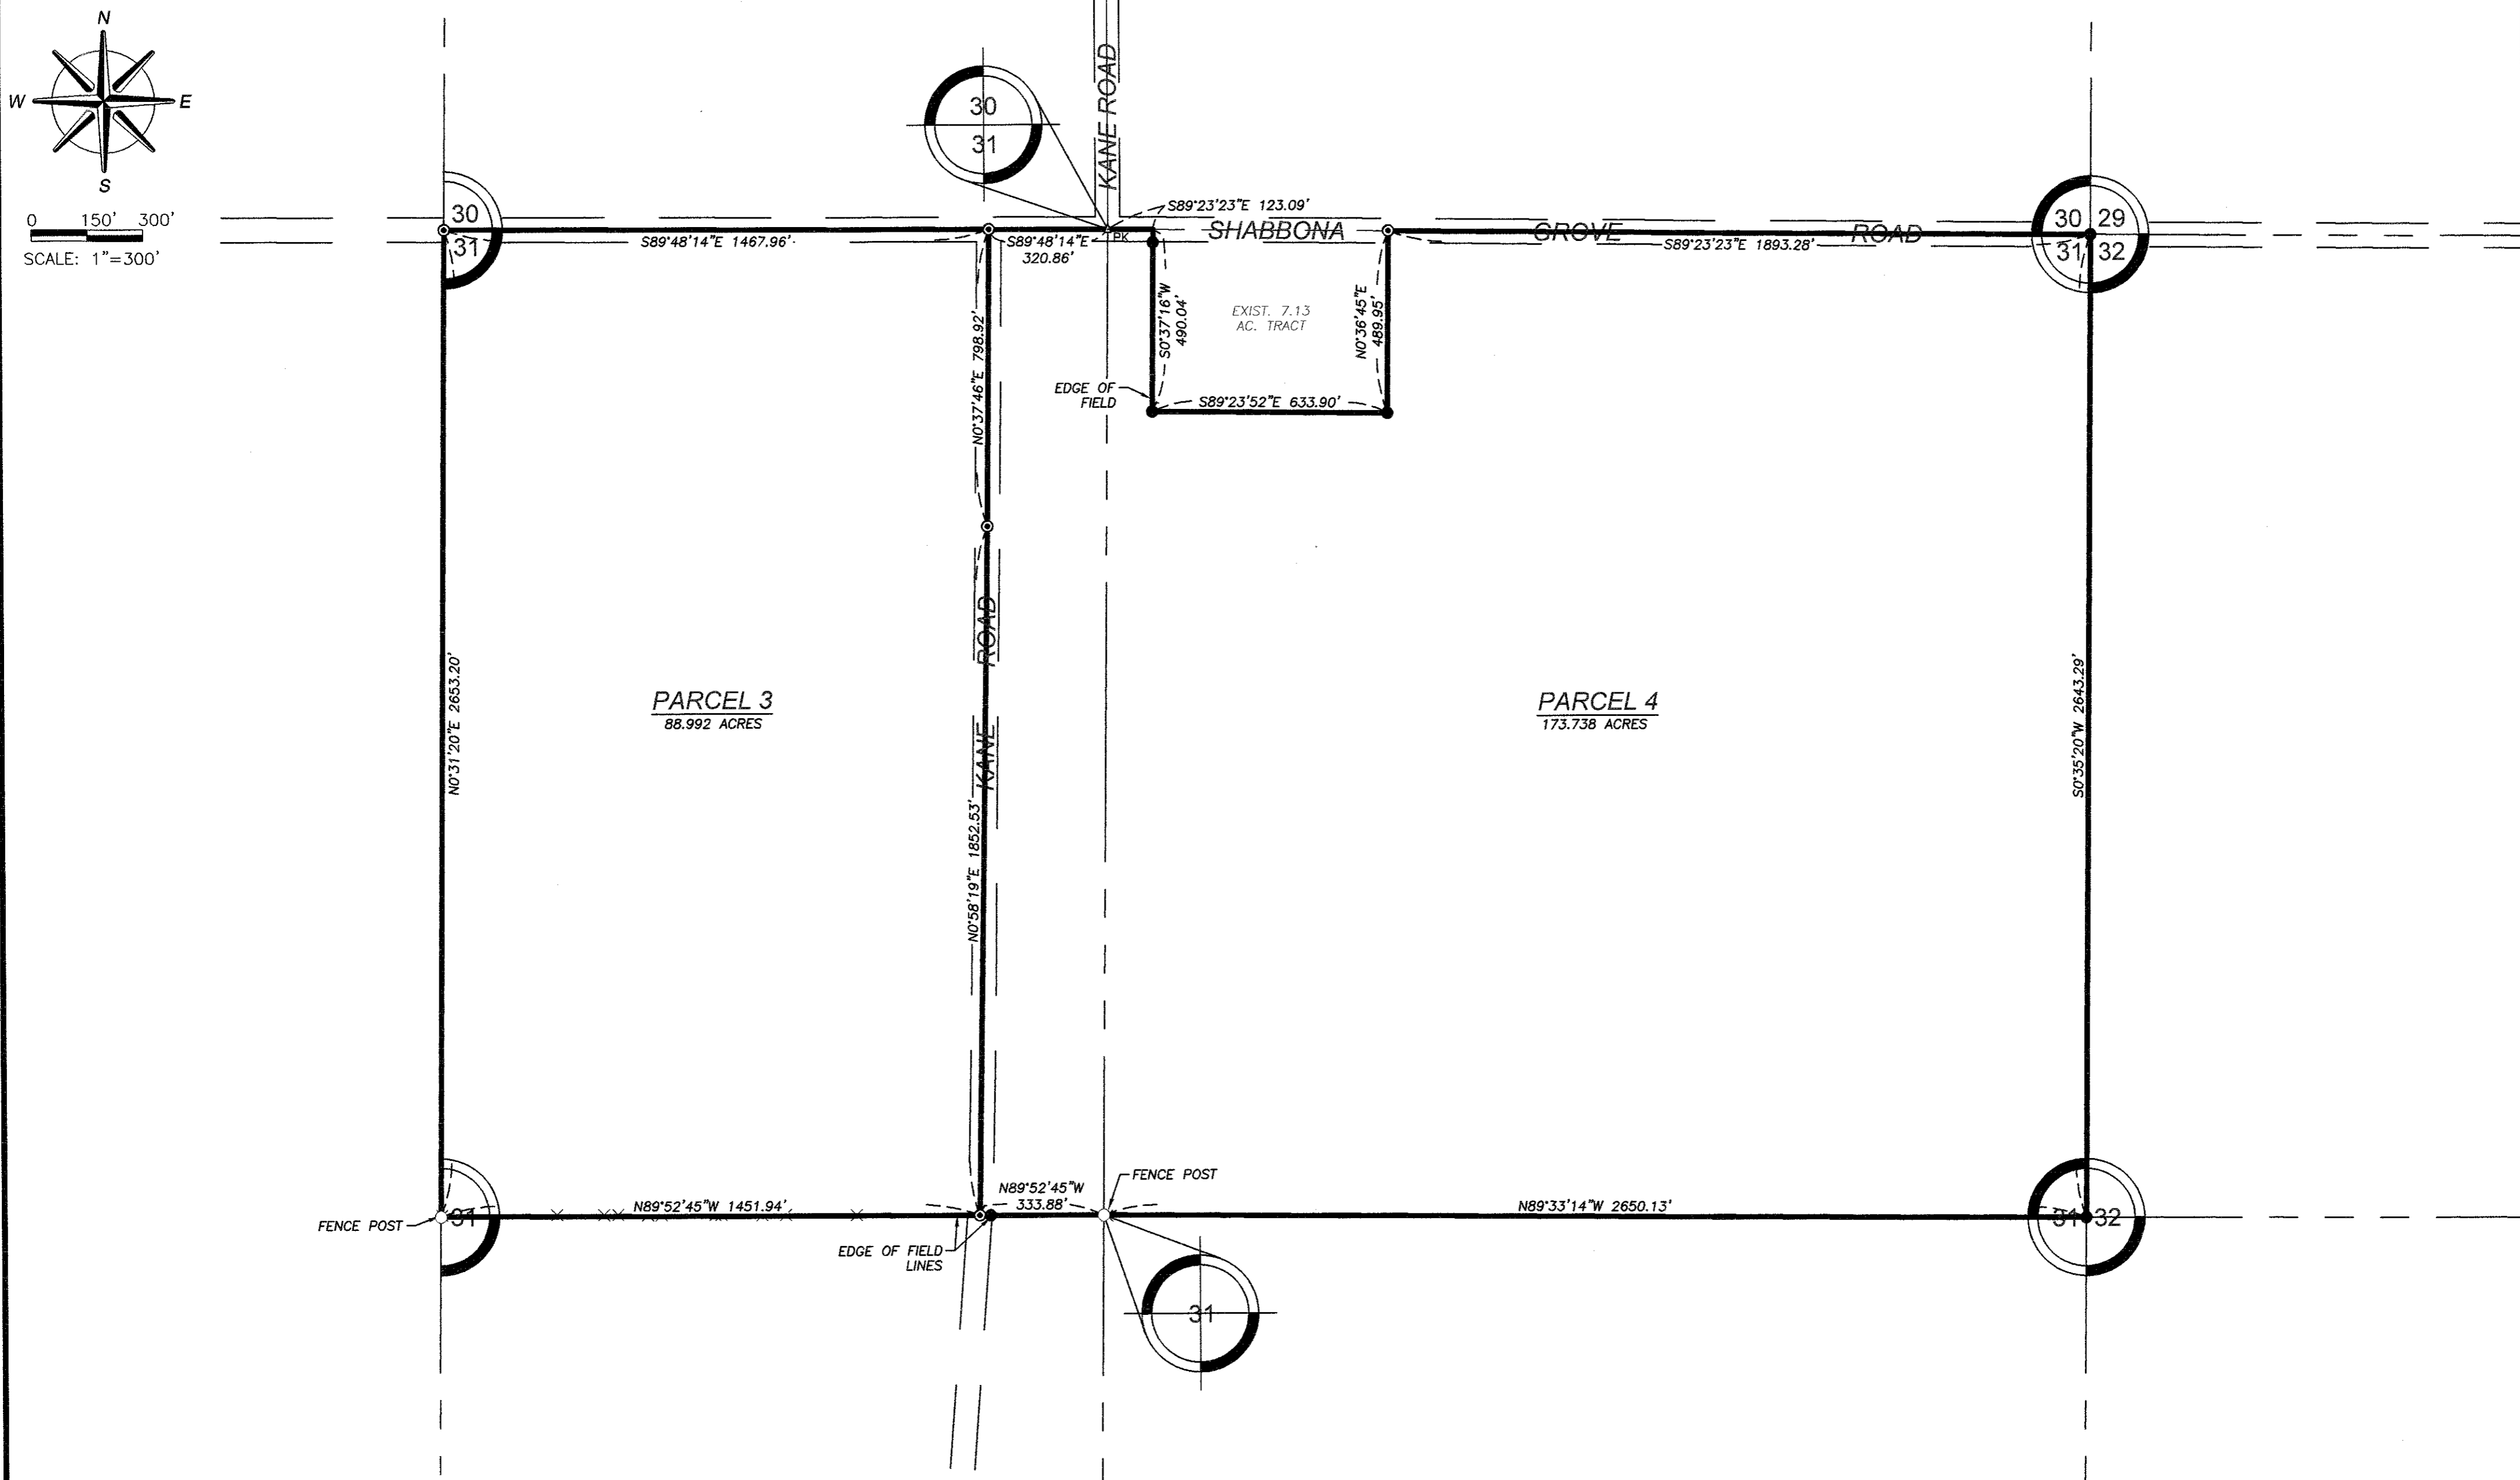 N
W E
S
0 150' 300'
SCALE: 1"=300'
30
31
KANE ROAD
30
31
S89°48'14"E 1467.96'
S89°48'14"E
320.86'
PK
S89°23'23"E 123.09'
SHABBONA GROVE ROAD
S89°23'23"E 1893.28'
30 29
31 32
N0°37'46"E 798.92'
S0°37'16"W
490.04'
EXIST. 7.13
AC. TRACT
N0°36'45"E
489.95'
EDGE OF
FIELD
S89°23'52"E 633.90'
N0°31'20"E 2653.20'
PARCEL 3
88.992 ACRES
KANE ROAD
N0°58'19"E 1852.53'
PARCEL 4
173.738 ACRES
S0°35'20"W 2643.29'
FENCE POST
31
N89°52'45"W 1451.94'
N89°52'45"W
333.88'
FENCE POST
N89°33'14"W 2650.13'
31 32
EDGE OF FIELD
LINES
31